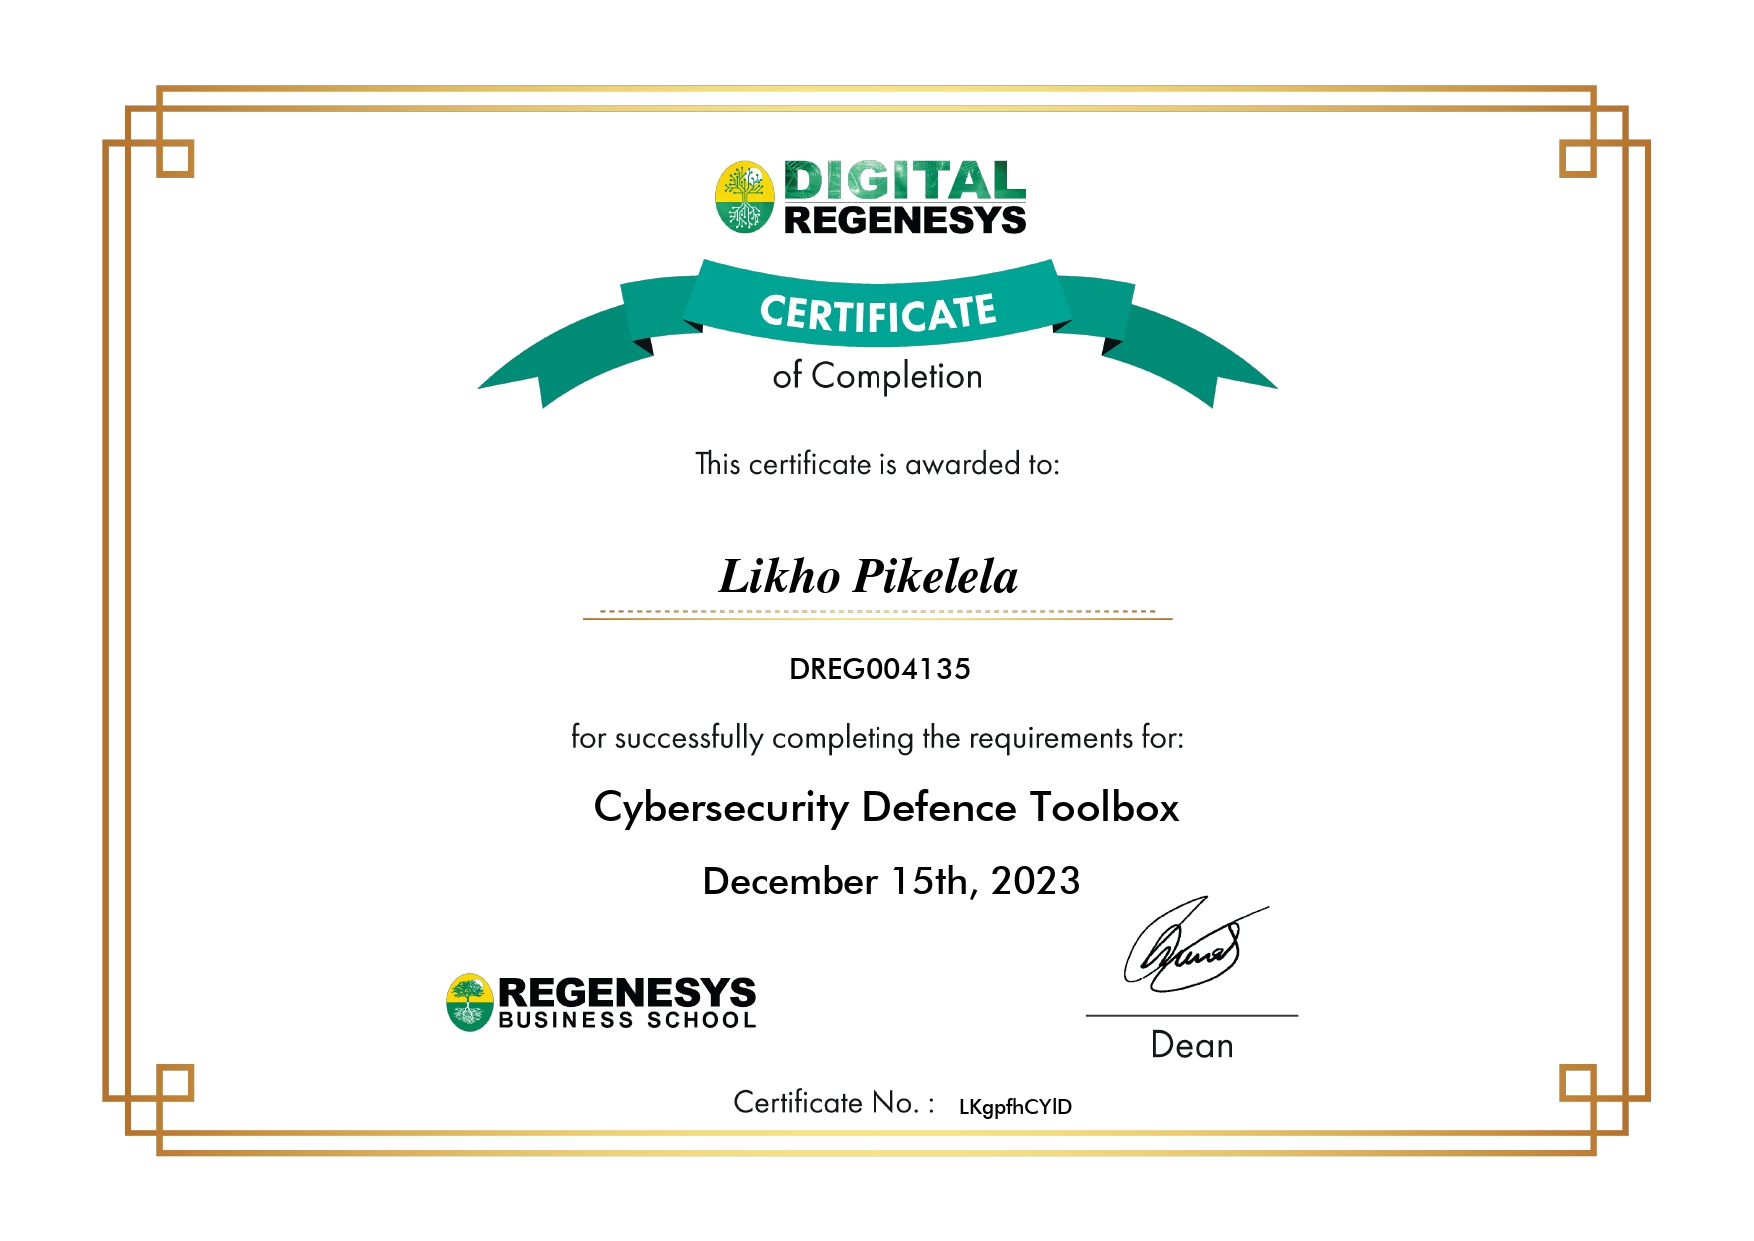 DIGITAL
REGENESYS
CERTIFICATE
of Completion
This certificate is awarded to:
Likho Pikelela
DREG004135
for successfully completing the requirements for:
Cybersecurity Defence Toolbox
December 15th, 2023
REGENESYS
BUSINESS SCHOOL
Dean
Certificate No. : LKgpfhCYlD